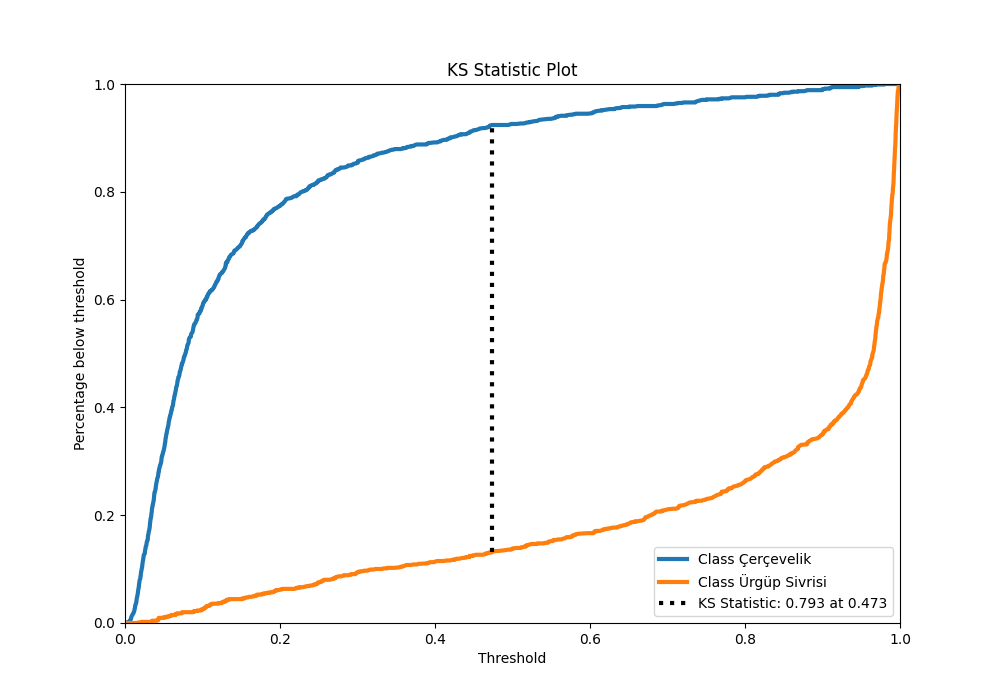 KS Statistic Plot
1.0
0.8
0.6
0.4
0.2
0.0
Percentage below threshold
0.0 0.2 0.4 0.6 0.8 1.0
Threshold
Class Çerçevelik
Class Ürgüp Sivrisi
KS Statistic: 0.793 at 0.473